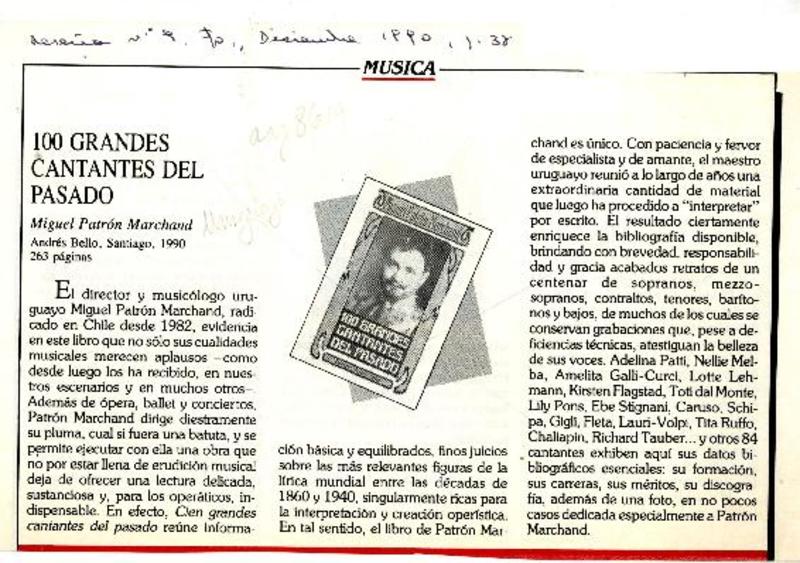 Reseña nº 9, Diciembre 1990, p. 38
MUSICA
100 GRANDES
CANTANTES DEL
PASADO
Miguel Patrón Marchand
Andrés Bello, Santiago, 1990
263 páginas
El director y musicólogo uru-
guayo Miguel Patrón Marchand, radi-
cado en Chile desde 1982, evidencia
en este libro que no sólo sus cualidades
musicales merecen aplausos –como
desde luego los ha recibido, en nues-
tros escenarios y en muchos otros–.
Además de ópera, ballet y conciertos,
Patrón Marchand dirige diestramente
su pluma, cual si fuera una batuta, y se
permite ejecutar con ella una obra que
no por estar llena de erudición musical
deja de ofrecer una lectura delicada,
sustanciosa y, para los operáticos, in-
dispensable. En efecto, Cien grandes
cantantes del pasado reúne informa-
100 GRANDES
CANTANTES
DEL PASADO
ción básica y equilibrados, finos juicios
sobre las más relevantes figuras de la
lírica mundial entre las décadas de
1860 y 1940, singularmente ricas para
la interpretación y creación operística.
En tal sentido, el libro de Patrón Mar-
chand es único. Con paciencia y fervor
de especialista y de amante, el maestro
uruguayo reunió a lo largo de años una
extraordinaria cantidad de material
que luego ha procedido a “interpretar”
por escrito. El resultado ciertamente
enriquece la bibliografía disponible,
brindando con brevedad, responsabili-
dad y gracia acabados retratos de un
centenar de sopranos, mezzo-
sopranos, contraltos, tenores, baríto-
nos y bajos, de muchos de los cuales se
conservan grabaciones que, pese a de-
ficiencias técnicas, atestiguan la belleza
de sus voces. Adelina Patti, Nellie Mel-
ba, Amelita Galli-Curci, Lotte Leh-
mann, Kirsten Flagstad, Toti dal Monte,
Lily Pons, Ebe Stignani, Caruso, Schi-
pa, Gigli, Fleta, Lauri-Volpi, Tita Ruffo,
Chaliapin, Richard Tauber... y otros 84
cantantes exhiben aquí sus datos bi-
bliográficos esenciales: su formación,
sus carreras, sus méritos, su discogra-
fía, además de una foto, en no pocos
casos dedicada especialmente a Patrón
Marchand.